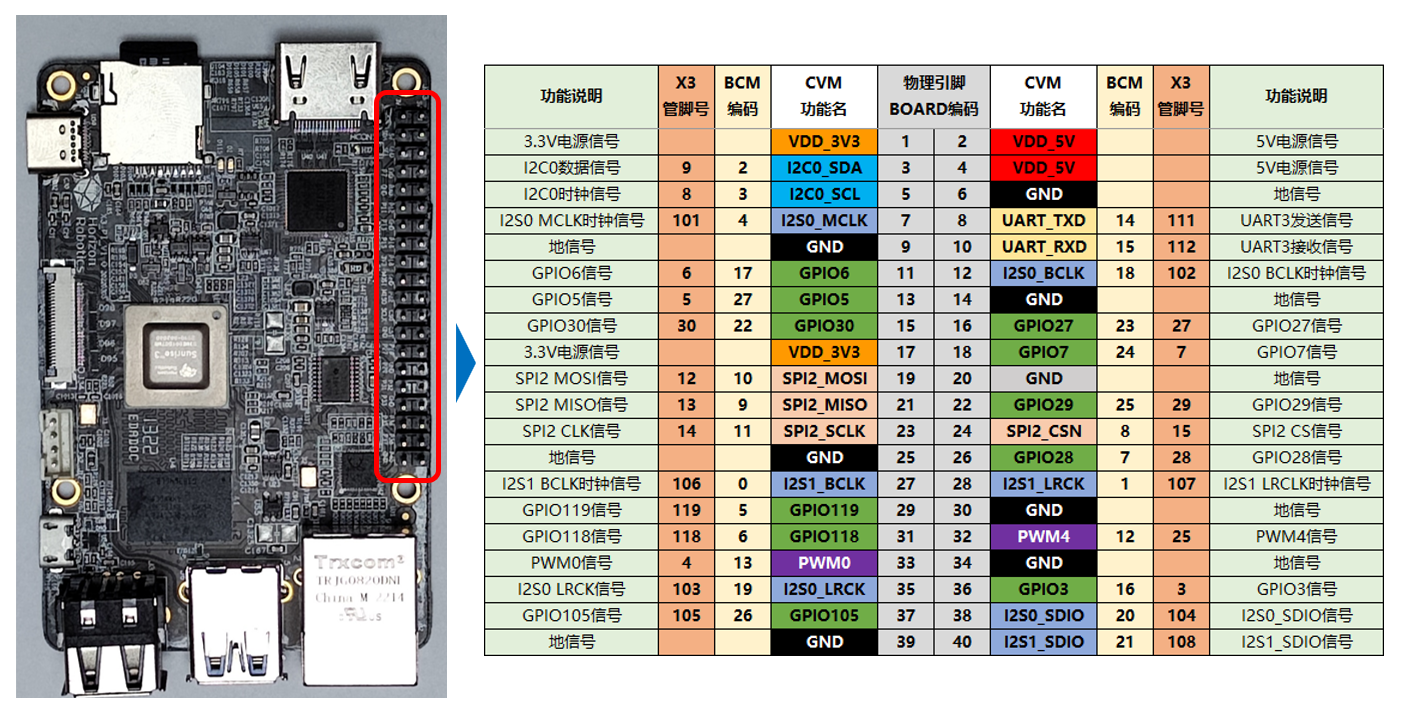 Horizon
Robotics
Sunrise 3
D98
D97
D96
D95
1322
Trxcom
TRJG0820DNL
China M 2214
功能说明 X3 管脚号 BCM 编码 CVM 功能名 物理引脚 BOARD编码 CVM 功能名 BCM 编码 X3 管脚号 功能说明
3.3V电源信号 VDD_3V3 1 2 VDD_5V 5V电源信号
I2C0数据信号 9 2 I2C0_SDA 3 4 VDD_5V 5V电源信号
I2C0时钟信号 8 3 I2C0_SCL 5 6 GND 地信号
I2S0 MCLK时钟信号 101 4 I2S0_MCLK 7 8 UART_TXD 14 111 UART3发送信号
地信号 GND 9 10 UART_RXD 15 112 UART3接收信号
GPIO6信号 6 17 GPIO6 11 12 I2S0_BCLK 18 102 I2S0 BCLK时钟信号
GPIO5信号 5 27 GPIO5 13 14 GND 地信号
GPIO30信号 30 22 GPIO30 15 16 GPIO27 23 27 GPIO27信号
3.3V电源信号 VDD_3V3 17 18 GPIO7 24 7 GPIO7信号
SPI2 MOSI信号 12 10 SPI2_MOSI 19 20 GND 地信号
SPI2 MISO信号 13 9 SPI2_MISO 21 22 GPIO29 25 29 GPIO29信号
SPI2 CLK信号 14 11 SPI2_SCLK 23 24 SPI2_CSN 8 15 SPI2 CS信号
地信号 GND 25 26 GPIO28 7 28 GPIO28信号
I2S1 BCLK时钟信号 106 0 I2S1_BCLK 27 28 I2S1_LRCK 1 107 I2S1 LRCLK时钟信号
GPIO119信号 119 5 GPIO119 29 30 GND 地信号
GPIO118信号 118 6 GPIO118 31 32 PWM4 12 25 PWM4信号
PWM0信号 4 13 PWM0 33 34 GND 地信号
I2S0 LRCK信号 103 19 I2S0_LRCK 35 36 GPIO3 16 3 GPIO3信号
GPIO105信号 105 26 GPIO105 37 38 I2S0_SDIO 20 104 I2S0_SDIO信号
地信号 GND 39 40 I2S1_SDIO 21 108 I2S1_SDIO信号